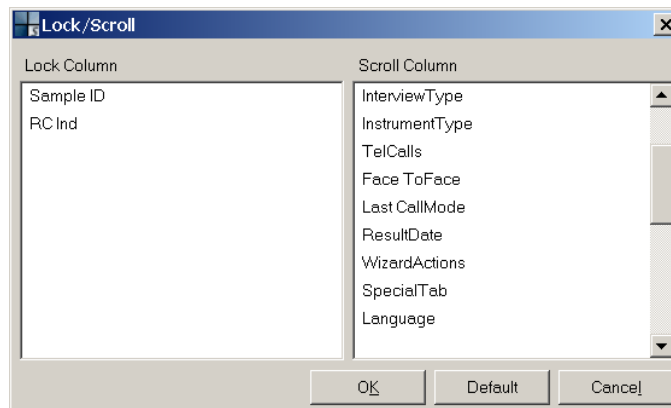 Lock/Scroll
Lock Column
Scroll Column
Sample ID
RC Ind
InterviewType
InstrumentType
TelCalls
Face ToFace
Last CallMode
ResultDate
WizardActions
SpecialTab
Language
OK
Default
Cancel